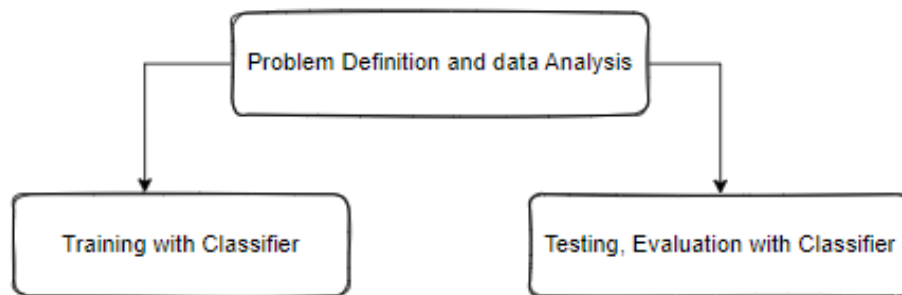 Problem Definition and data Analysis
Training with Classifier
Testing, Evaluation with Classifier